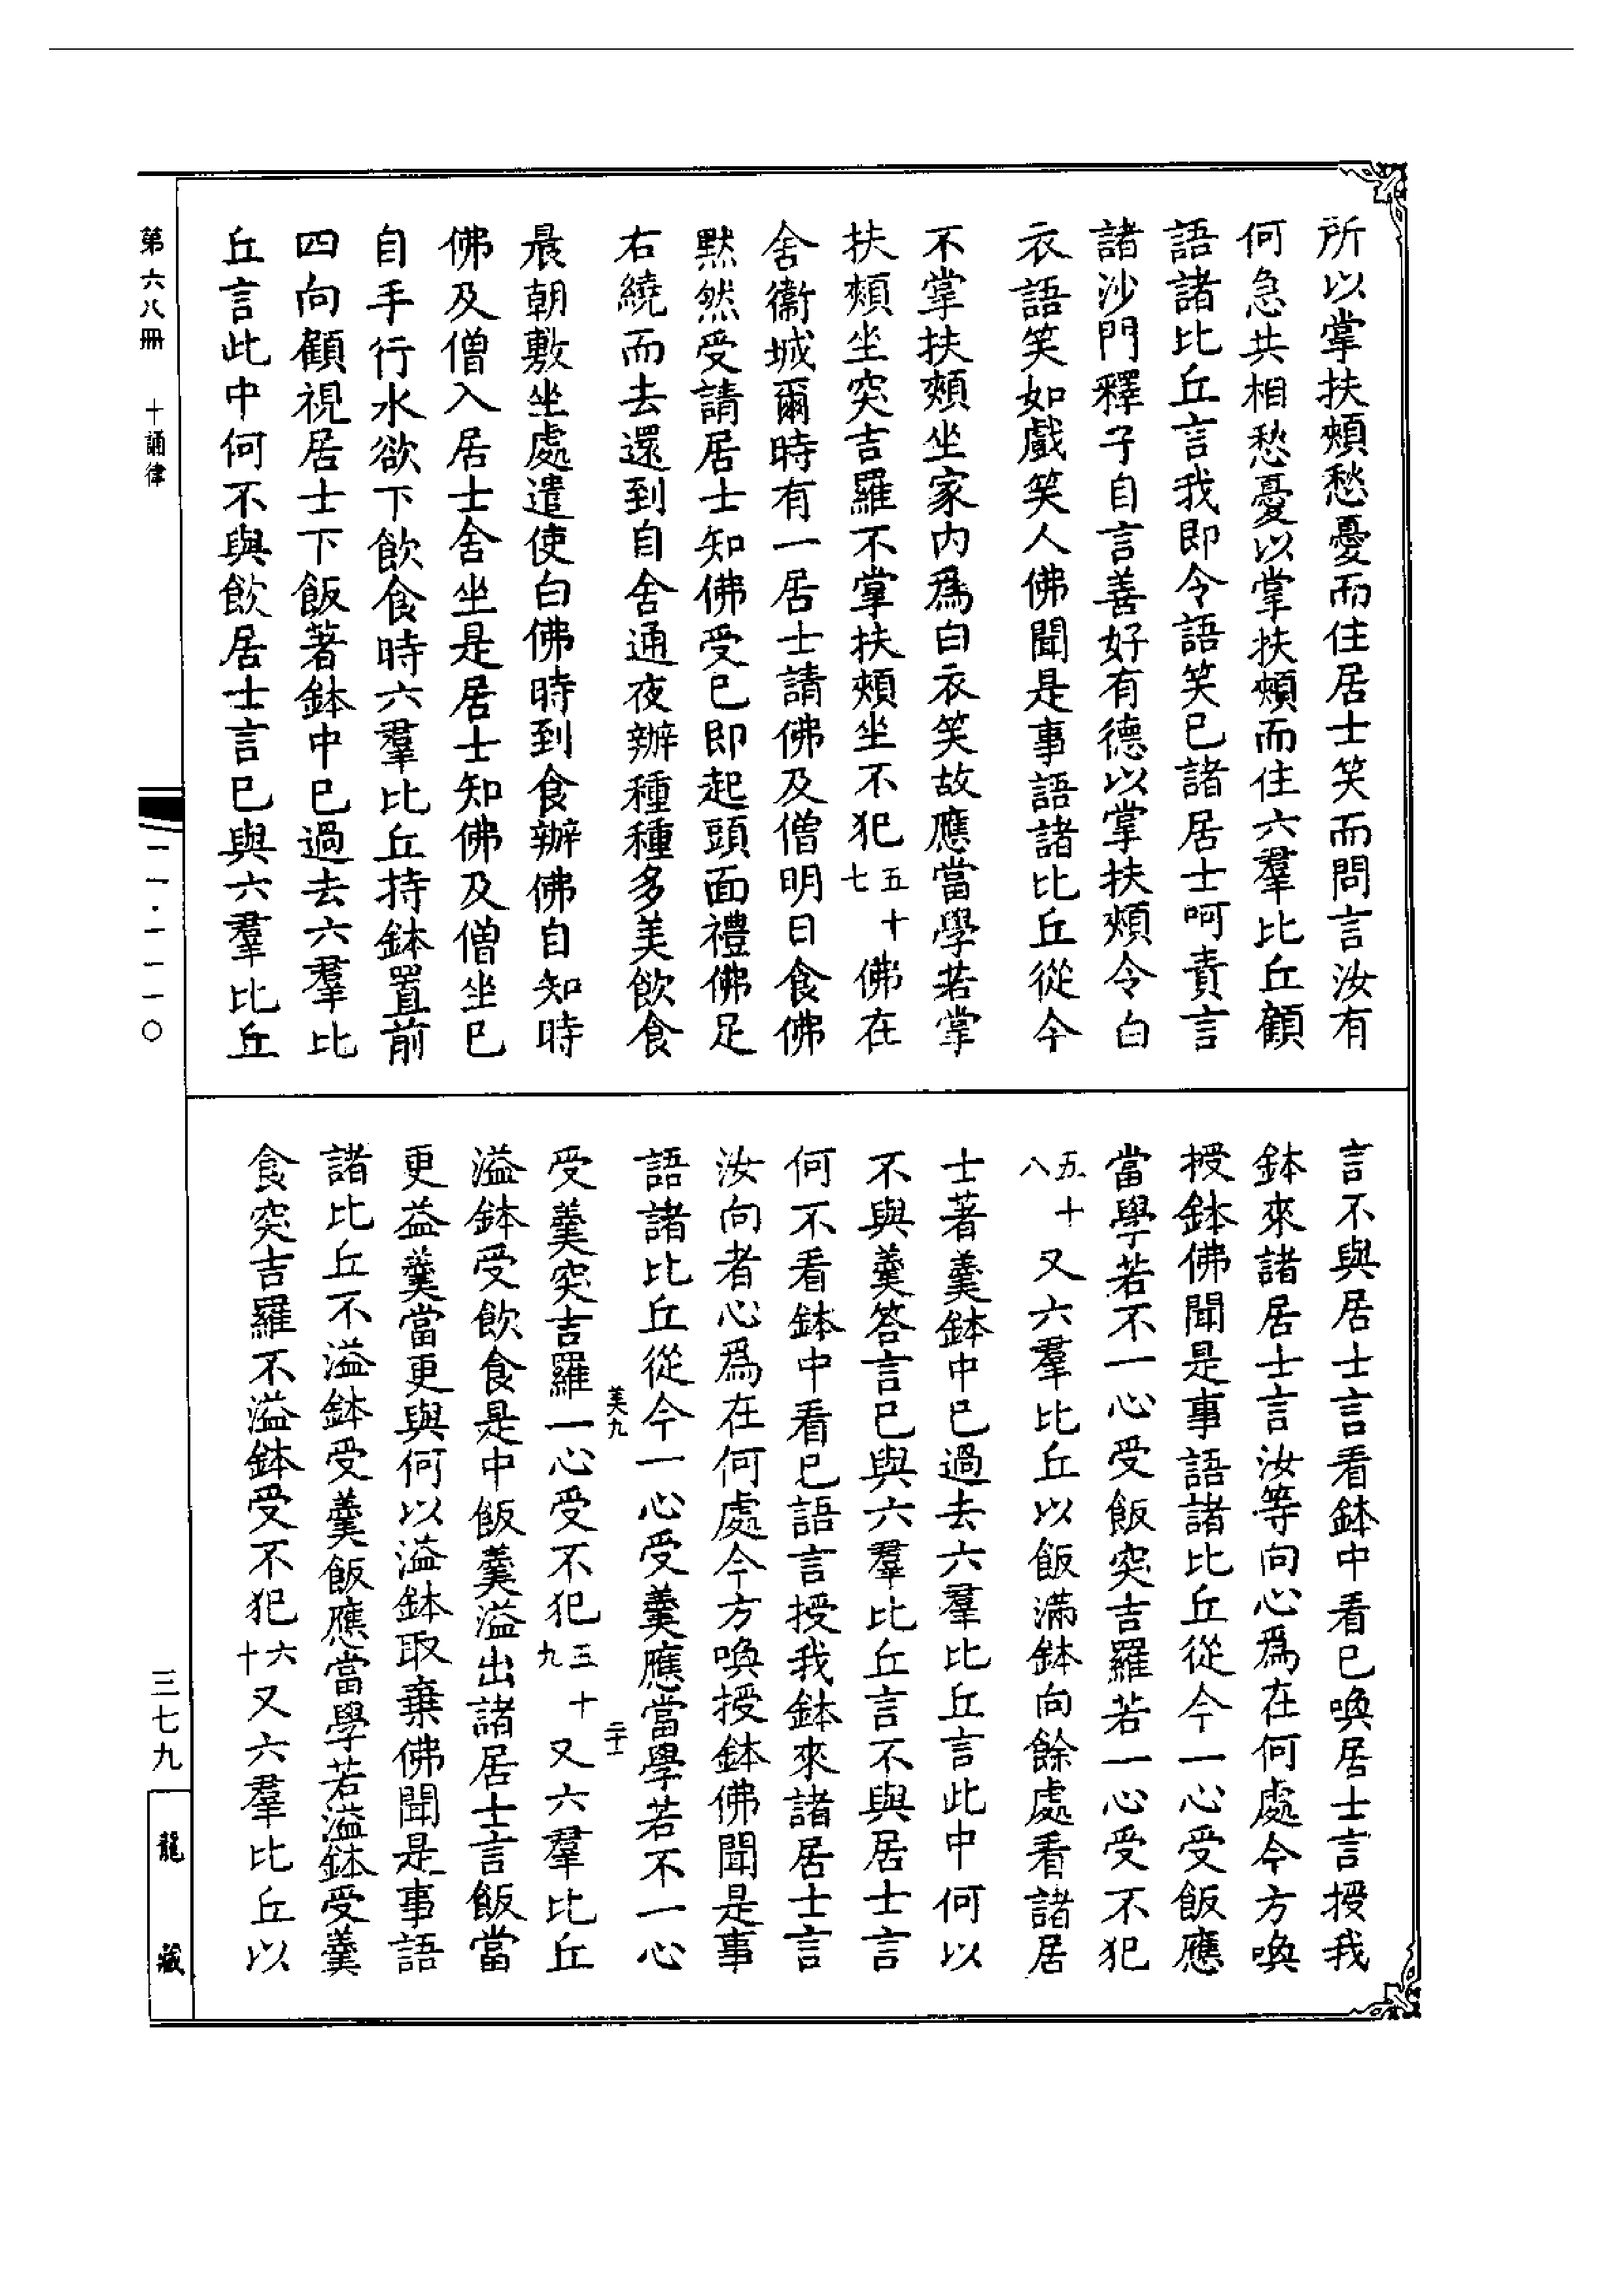 所以掌扶頰愁憂而住居士笑而問言汝有
何急共相愁憂以掌扶頰而住六羣比丘顧
語諸比丘言我即令語笑已諸居士呵責言
諸沙門釋子自言善好有德以掌扶頰令白
衣語笑如戲笑人佛聞是事語諸比丘從今
不掌扶頰坐家內爲白衣笑故應當學若掌
扶頰坐突吉羅不掌扶頰坐不犯五十七佛在
舍衞城爾時有一居士請佛及僧明日食佛
默然受請居士知佛受已即起頭面禮佛足
右繞而去還到自舍通夜辦種種多美飲食
晨朝敷坐處遣使白佛時到食辦佛自知時
佛及僧入居士舍坐是居士知佛及僧坐已
自手行水欲下飲食時六羣比丘持鉢置前
四向顧視居士下飯著鉢中已過去六羣比
丘言此中何不與飲居士言已與六羣比丘
第六八冊 十誦律
一一·一一一〇
言不與居士言看鉢中看已喚居士言授我
鉢來諸居士言汝等向心爲在何處今方喚
授鉢佛聞是事語諸比丘從今一心受飯應
當學若不一心受飯突吉羅若一心受不犯
五十八又六羣比丘以飯滿鉢向餘處看諸居
士著羹鉢中已過去六羣比丘言此中何以
不與羹答言已與六羣比丘言不與居士言
何不看鉢中看已語言授我鉢來諸居士言
汝向者心爲在何處今方喚授鉢佛聞是事
語諸比丘從今一心受羹應當學若不一心
美九 二十二
受羹突吉羅一心受不犯三十九又六羣比丘
溢鉢受飲食是中飯羹溢出諸居士言飯當
更益羹當更與何以溢鉢取棄佛聞是事語
諸比丘不溢鉢受羹飯應當學若溢鉢受羹
食突吉羅不溢鉢受不犯六十又六羣比丘以
三七九
龍藏